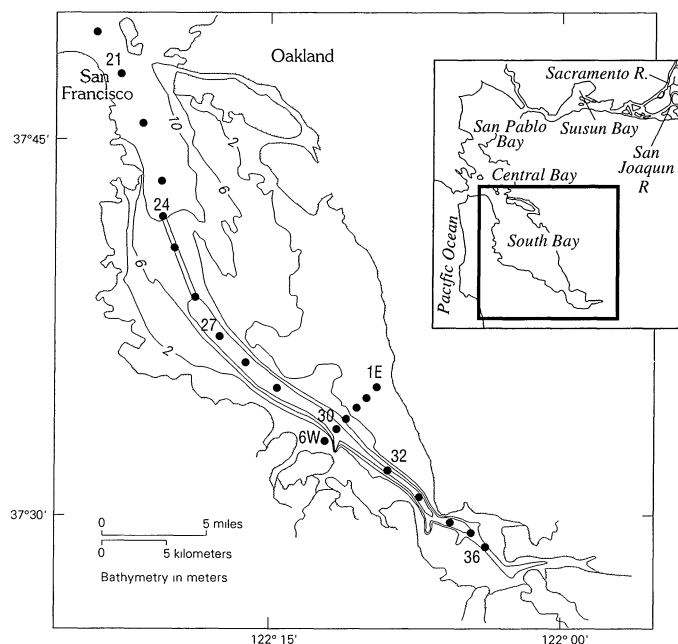 Oakland
21
San
Francisco
37°45'
10
2
6
24
6
2
27
1E
30
6W
32
36
37°30'
0 5 miles
0 5 kilometers
Bathymetry in meters
122°15'
122°00'
Sacramento R.
San Pablo
Bay
Susun Bay
San
Joaquin
R
Central Bay
South Bay
Pacific Ocean